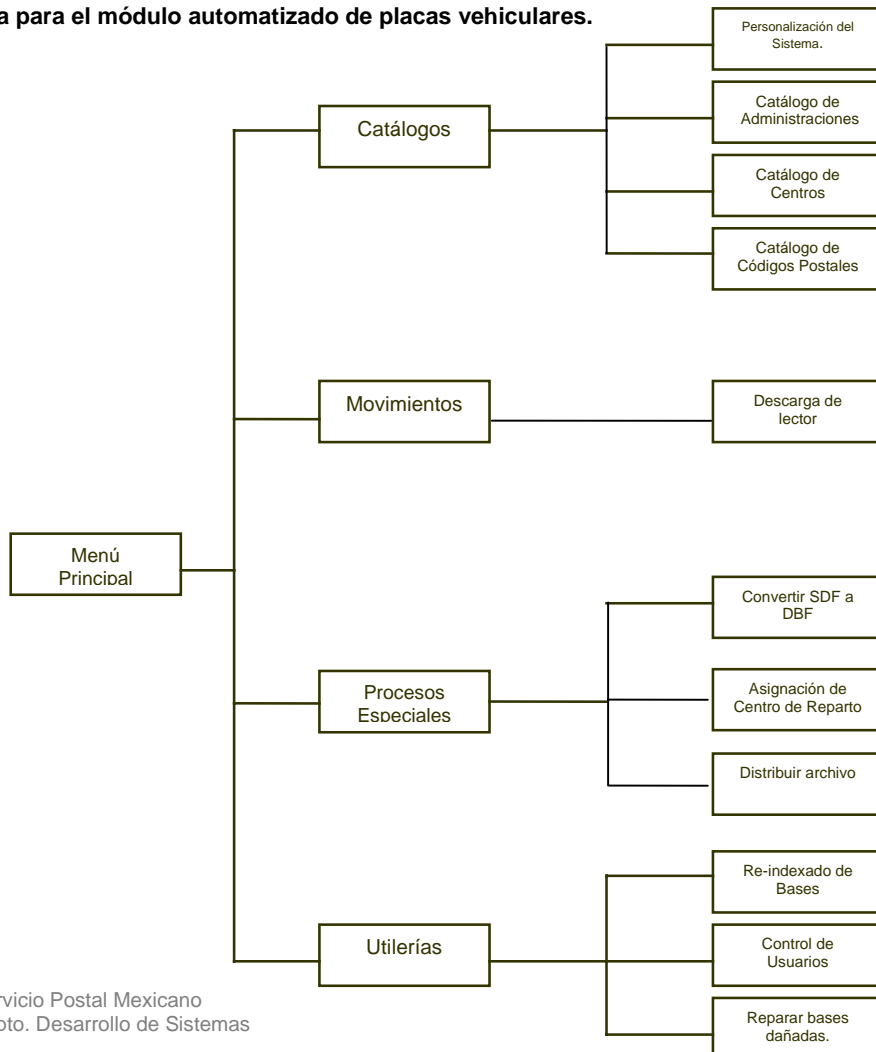 a para el módulo automatizado de placas vehiculares.
Personalización del
Sistema.
Catálogos
Catálogo de
Administraciones
Catálogo de
Centros
Catálogo de
Códigos Postales
Movimientos
Descarga de
lector
Menú
Principal
Convertir SDF a
DBF
Procesos
Especiales
Asignación de
Centro de Reparto
Distribuir archivo
Re-indexado de
Bases
Utilerías
Control de
Usuarios
Reparar bases
dañadas.
rvicio Postal Mexicano
oto. Desarrollo de Sistemas